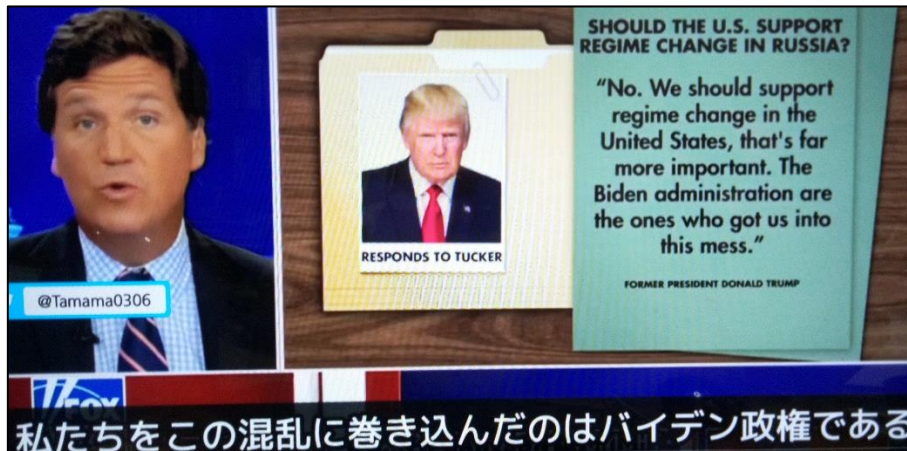 SHOULD THE U.S. SUPPORT
REGIME CHANGE IN RUSSIA?
“No. We should support
regime change in the
United States, that's far
more important. The
Biden administration are
the ones who got us into
this mess.”
FORMER PRESIDENT DONALD TRUMP
RESPONDS TO TUCKER
@Tamama0306
FOX
私たちをこの混乱に巻き込んだのはバイデン政権である